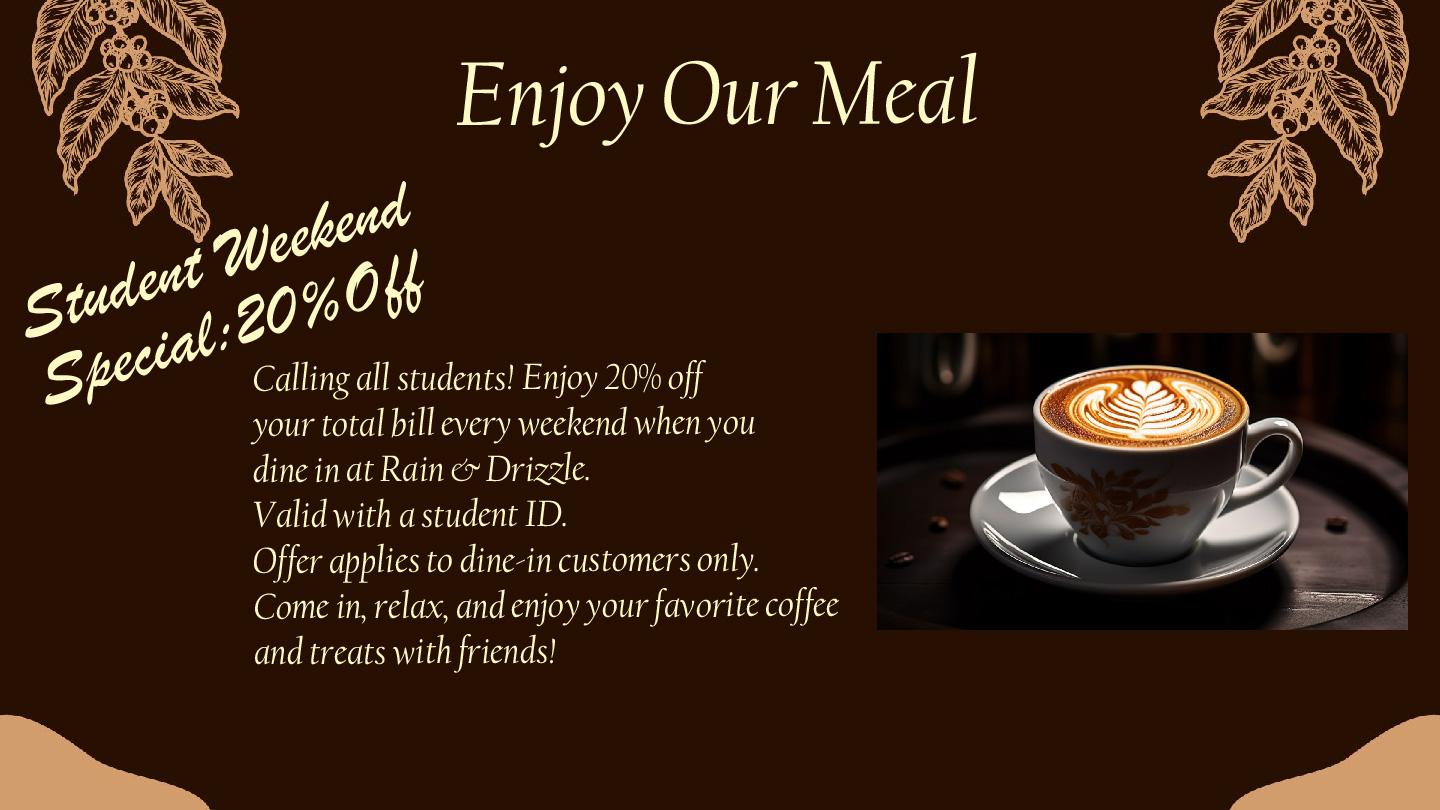 Enjoy Our Meal
Student Weekend
Special:20%Off
Calling all students! Enjoy 20% off
your total bill every weekend when you
dine in at Rain & Drizzle.
Valid with a student ID.
Offer applies to dine-in customers only.
Come in, relax, and enjoy your favorite coffee
and treats with friends!